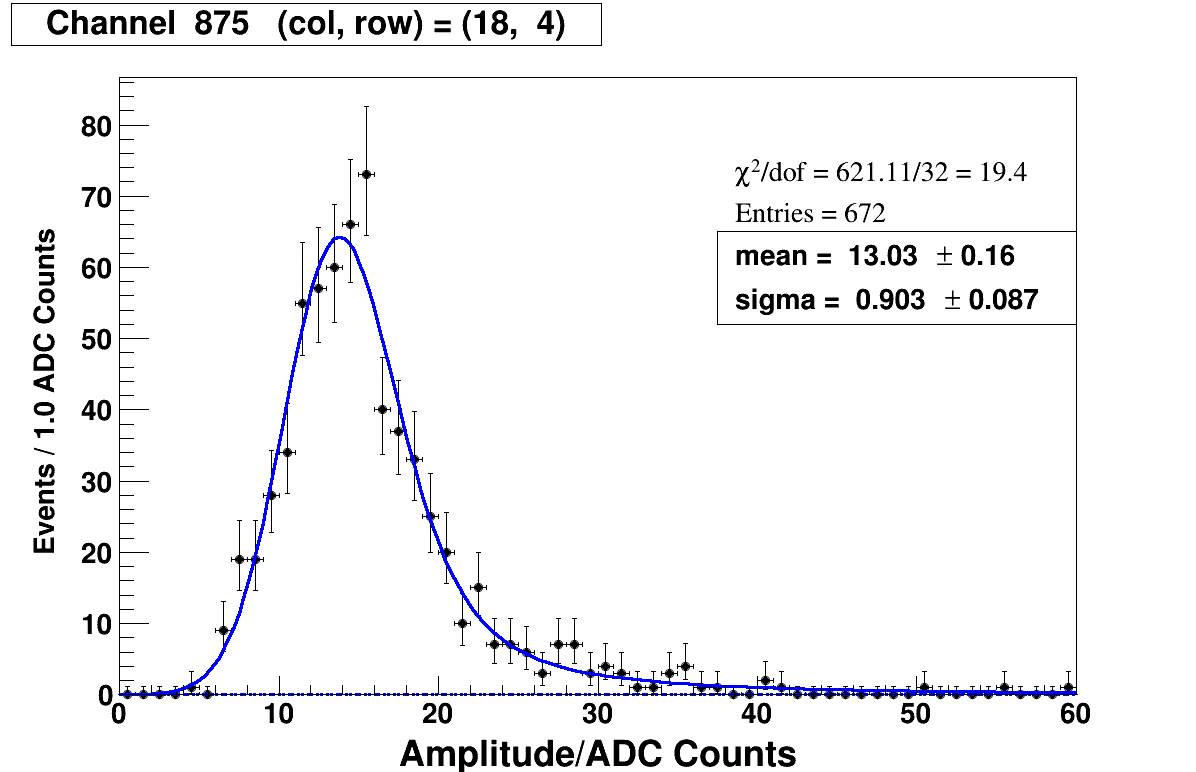 Channel 875 (col, row) = (18, 4)
χ²/dof = 621.11/32 = 19.4
Entries = 672
mean = 13.03 ± 0.16
sigma = 0.903 ± 0.087
Events / 1.0 ADC Counts
80
70
60
50
40
30
20
10
0
0 10 20 30 40 50 60
Amplitude/ADC Counts